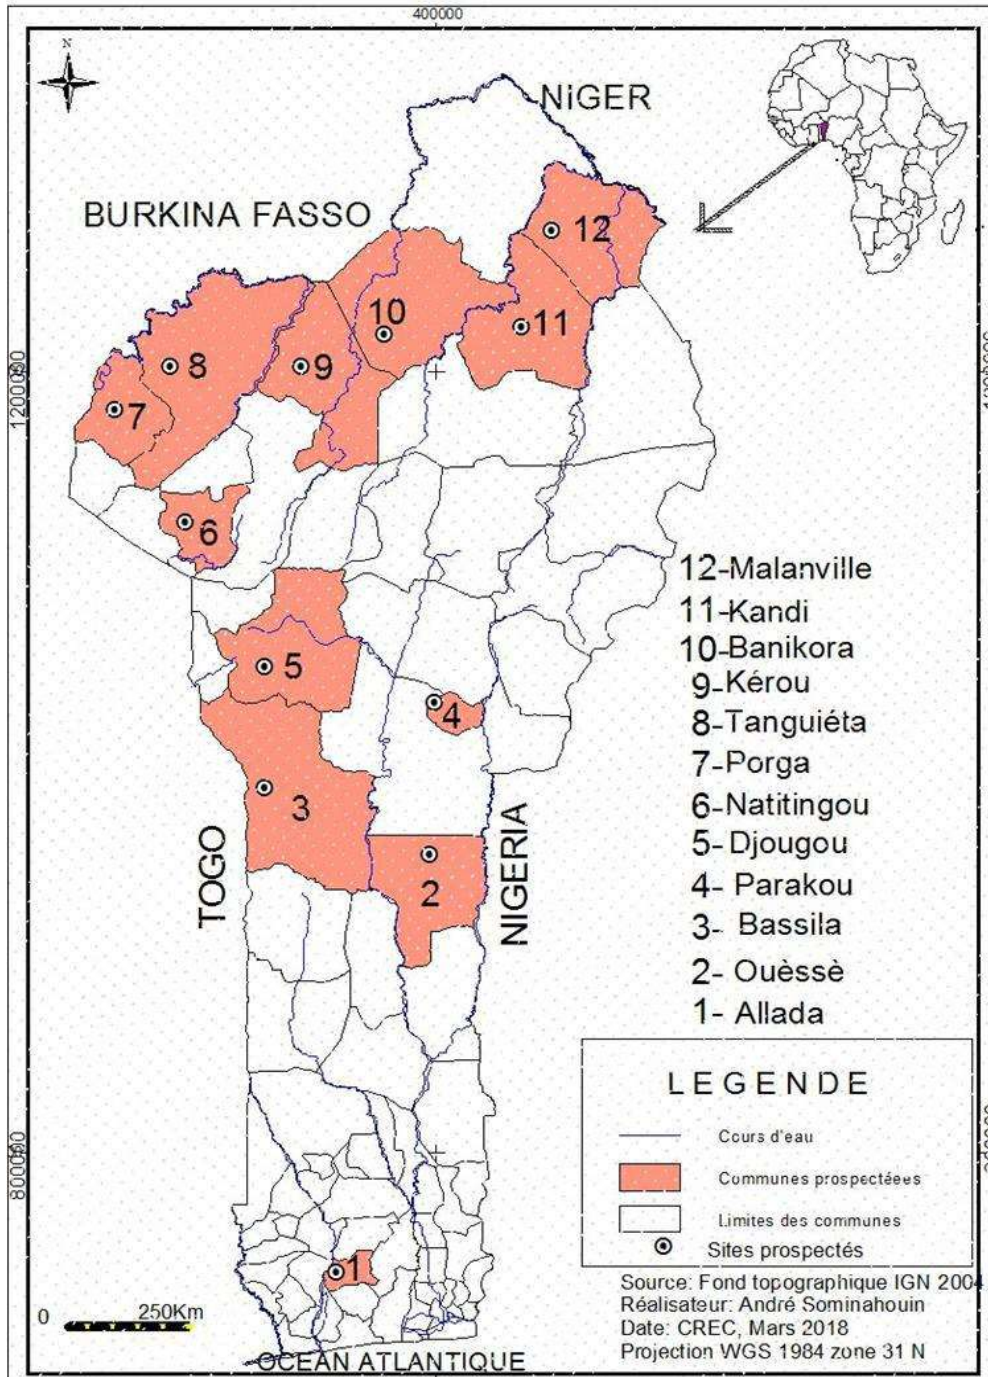 400000
N
NiGER
BURKINA FASSO
12
10
11
8
9
7
1200000
6
12-Malanville
11-Kandi
10-Banikora
9-Kérou
8-Tanguiéta
7-Porga
6-Natitingou
5-Djougou
4- Parakou
3- Bassila
2- Ouèssè
1- Allada
5
4
3
TOGO
NIGERIA
2
LEGENDE
Cours d'eau
Communes prospectéees
Limites des communes
Sites prospectés
800000
1
Source: Fond topographique IGN 2004
Réalisateur: André Sominahouin
Date: CREC, Mars 2018
Projection WGS 1984 zone 31 N
0 250Km
OCEAN ATLANTIQUE